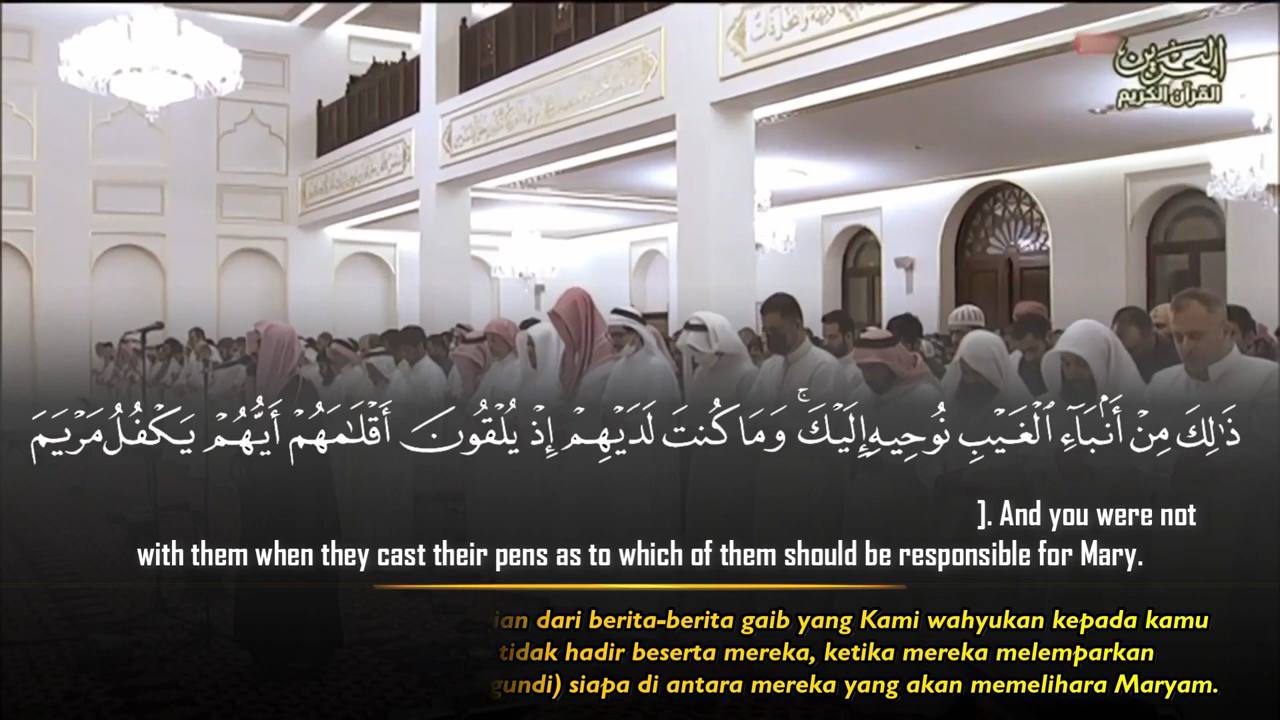 البحرين
القرآن الكريم
ذَٰلِكَ مِنْ أَنۢبَآءِ ٱلْغَيْبِ نُوحِيهِ إِلَيْكَ ۚ وَمَا كُنتَ لَدَيْهِمْ إِذْ يُلْقُونَ أَقْلَٰمَهُمْ أَيُّهُمْ يَكْفُلُ مَرْيَمَ
]. And you were not
with them when they cast their pens as to which of them should be responsible for Mary.
ian dari berita-berita gaib yang Kami wahyukan kepada kamu
tidak hadir beserta mereka, ketika mereka melemparkan
gundi) siapa di antara mereka yang akan memelihara Maryam.